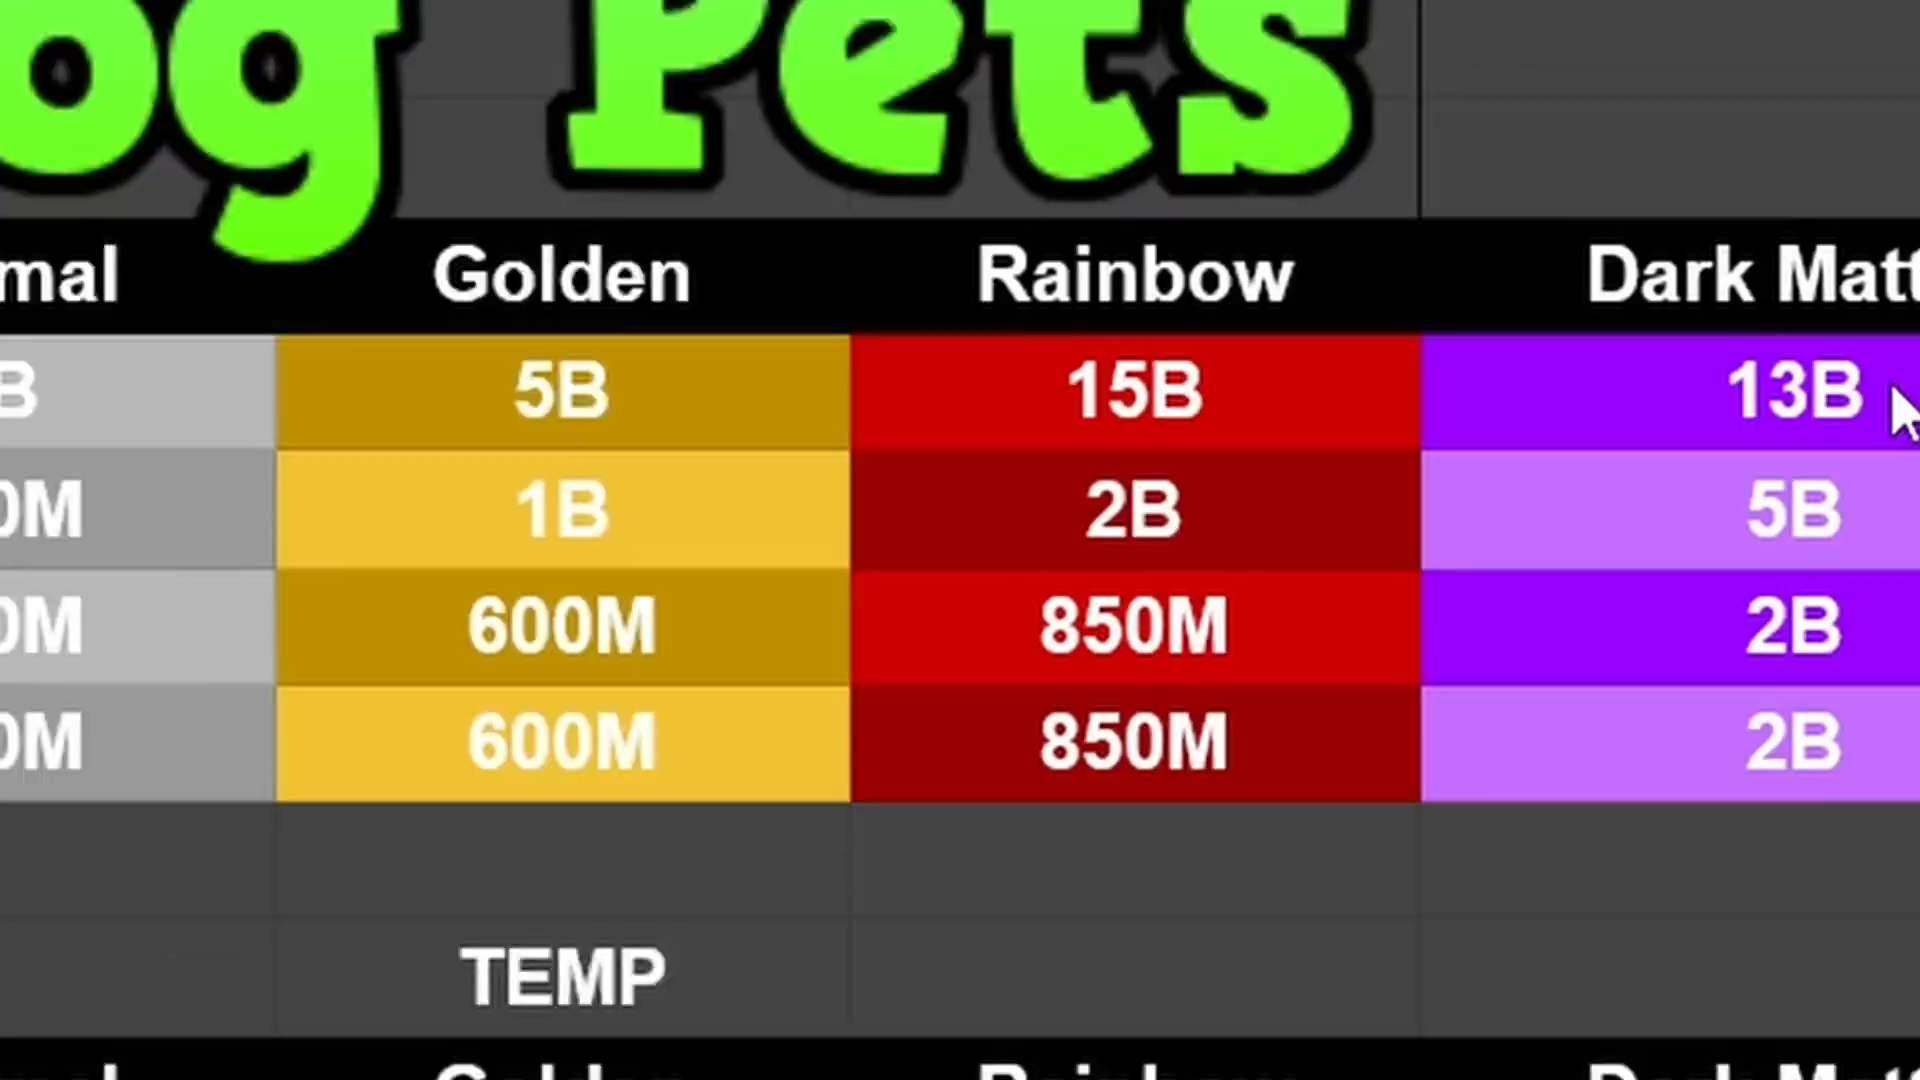 og Pets
mal Golden Rainbow Dark Matt
B 5B 15B 13B
0M 1B 2B 5B
0M 600M 850M 2B
0M 600M 850M 2B
TEMP